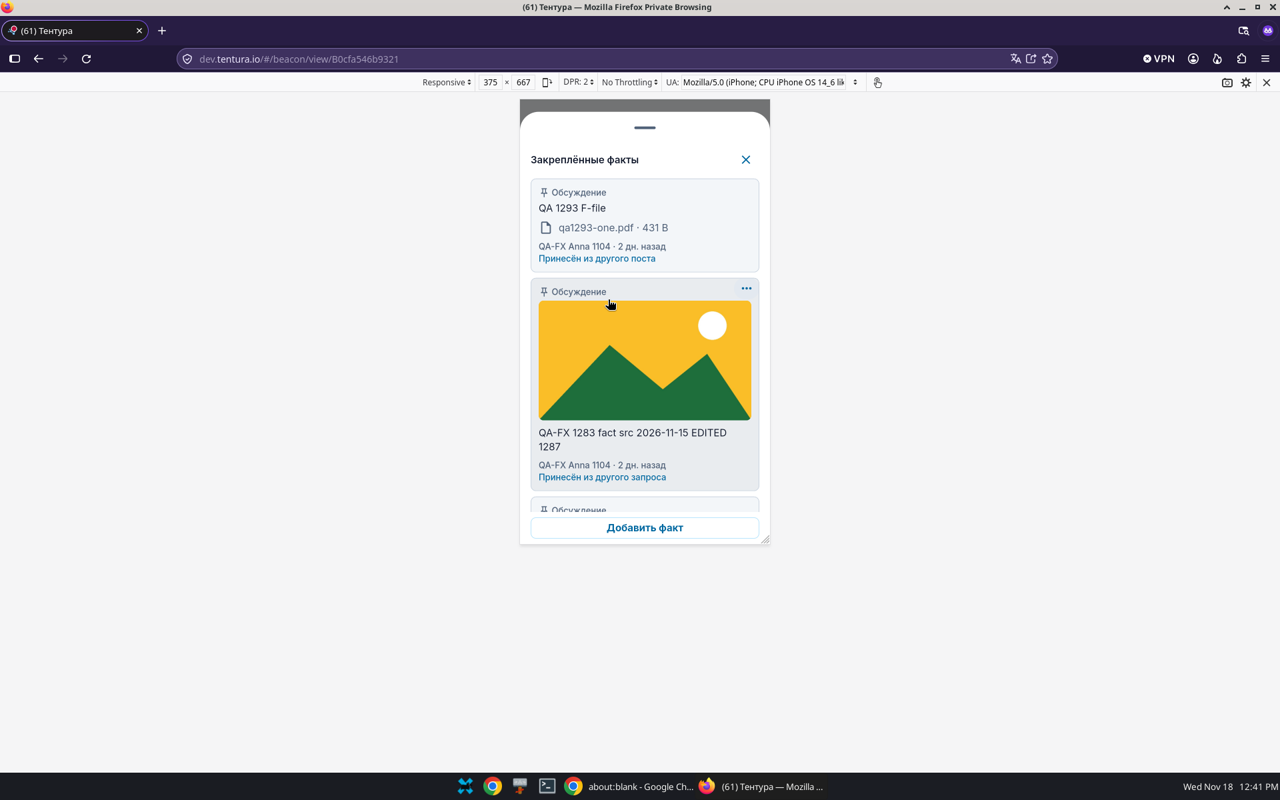 (61) Тентура — Mozilla Firefox Private Browsing
(61) Тентура
dev.tentura.io/#/beacon/view/B0cfa546b9321
VPN
Responsive 375 × 667 DPR: 2 No Throttling UA: Mozilla/5.0 (iPhone; CPU iPhone OS 14_6 lik
Закреплённые факты
Обсуждение
QA 1293 F-file
qa1293-one.pdf · 431 B
QA-FX Anna 1104 · 2 дн. назад
Принесён из другого поста
Обсуждение
QA-FX 1283 fact src 2026-11-15 EDITED
1287
QA-FX Anna 1104 · 2 дн. назад
Принесён из другого запроса
Обсуждение
Добавить факт
about:blank - Google Ch...
(61) Тентура — Mozilla ...
Wed Nov 18 12:41 PM